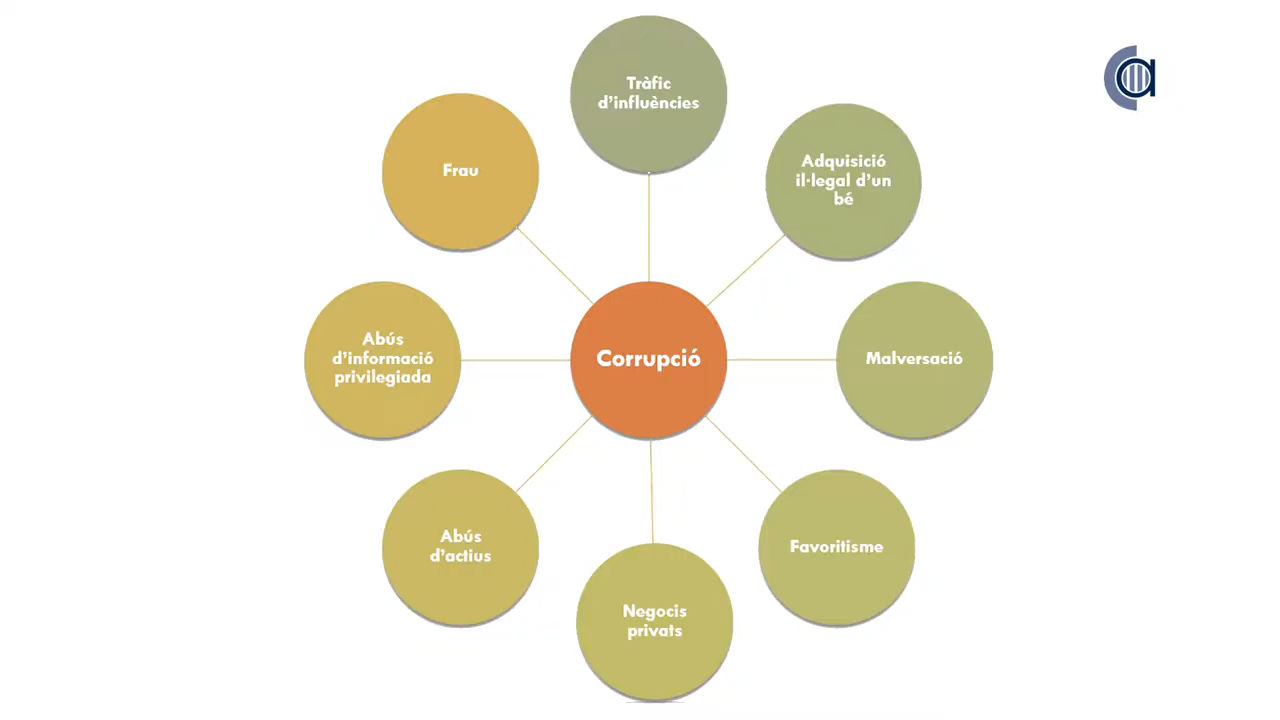 Tràfic
d'influències
Adquisició
il·legal d'un
bé
Malversació
Favoritisme
Negocis
privats
Abús
d'actius
Abús
d'informació
privilegiada
Frau
Corrupció